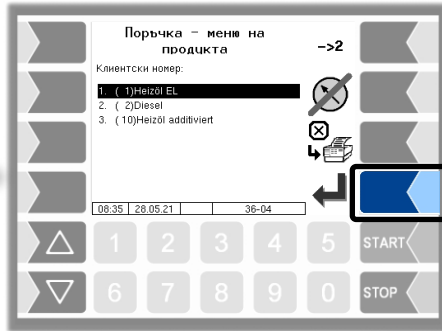 Поръчка - меню на
продукта
->2
Клиентски номер:
1. ( 1)Heizöl EL
2. ( 2)Diesel
3. ( 10)Heizöl additiviert
08:35 28.05.21 36-04
1 2 3 4 5 START
6 7 8 9 0 STOP